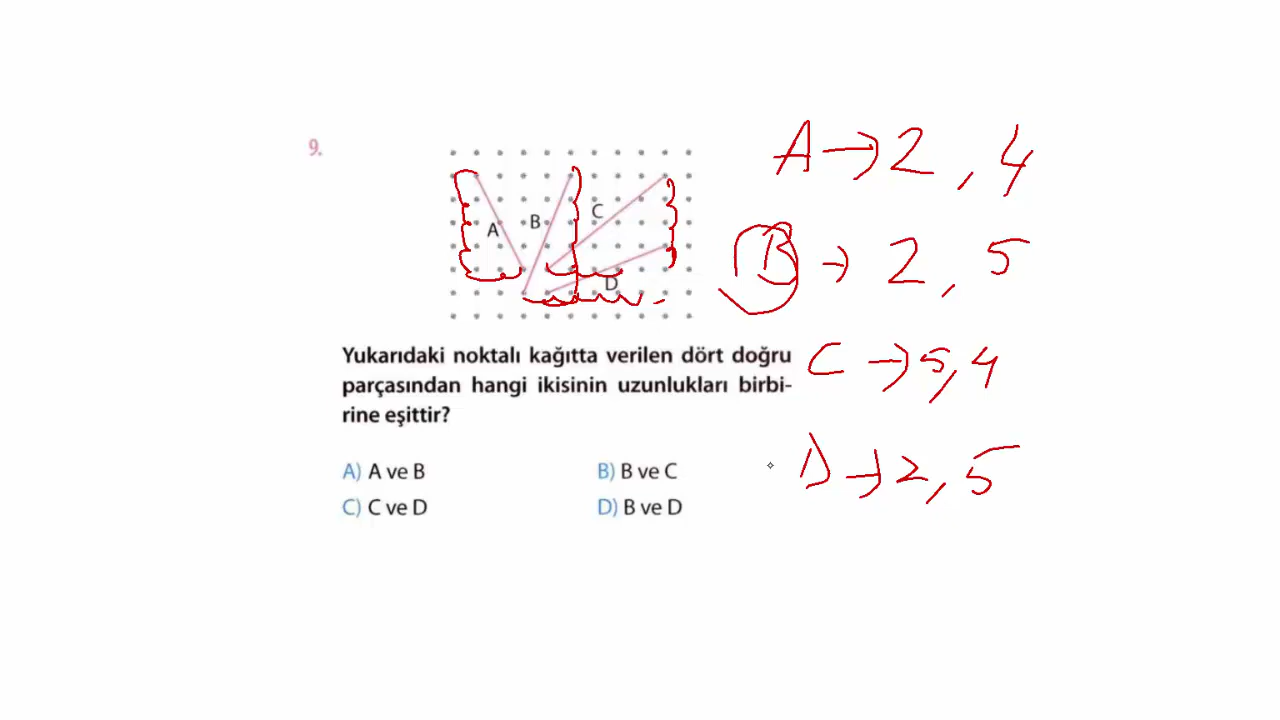 9.
A
B
C
D
Yukarıdaki noktalı kağıtta verilen dört doğru
parçasından hangi ikisinin uzunlukları birbi-
rine eşittir?
A) A ve B
B) B ve C
C) C ve D
D) B ve D
A → 2, 4
B → 2, 5
C → 5, 4
D → 2, 5